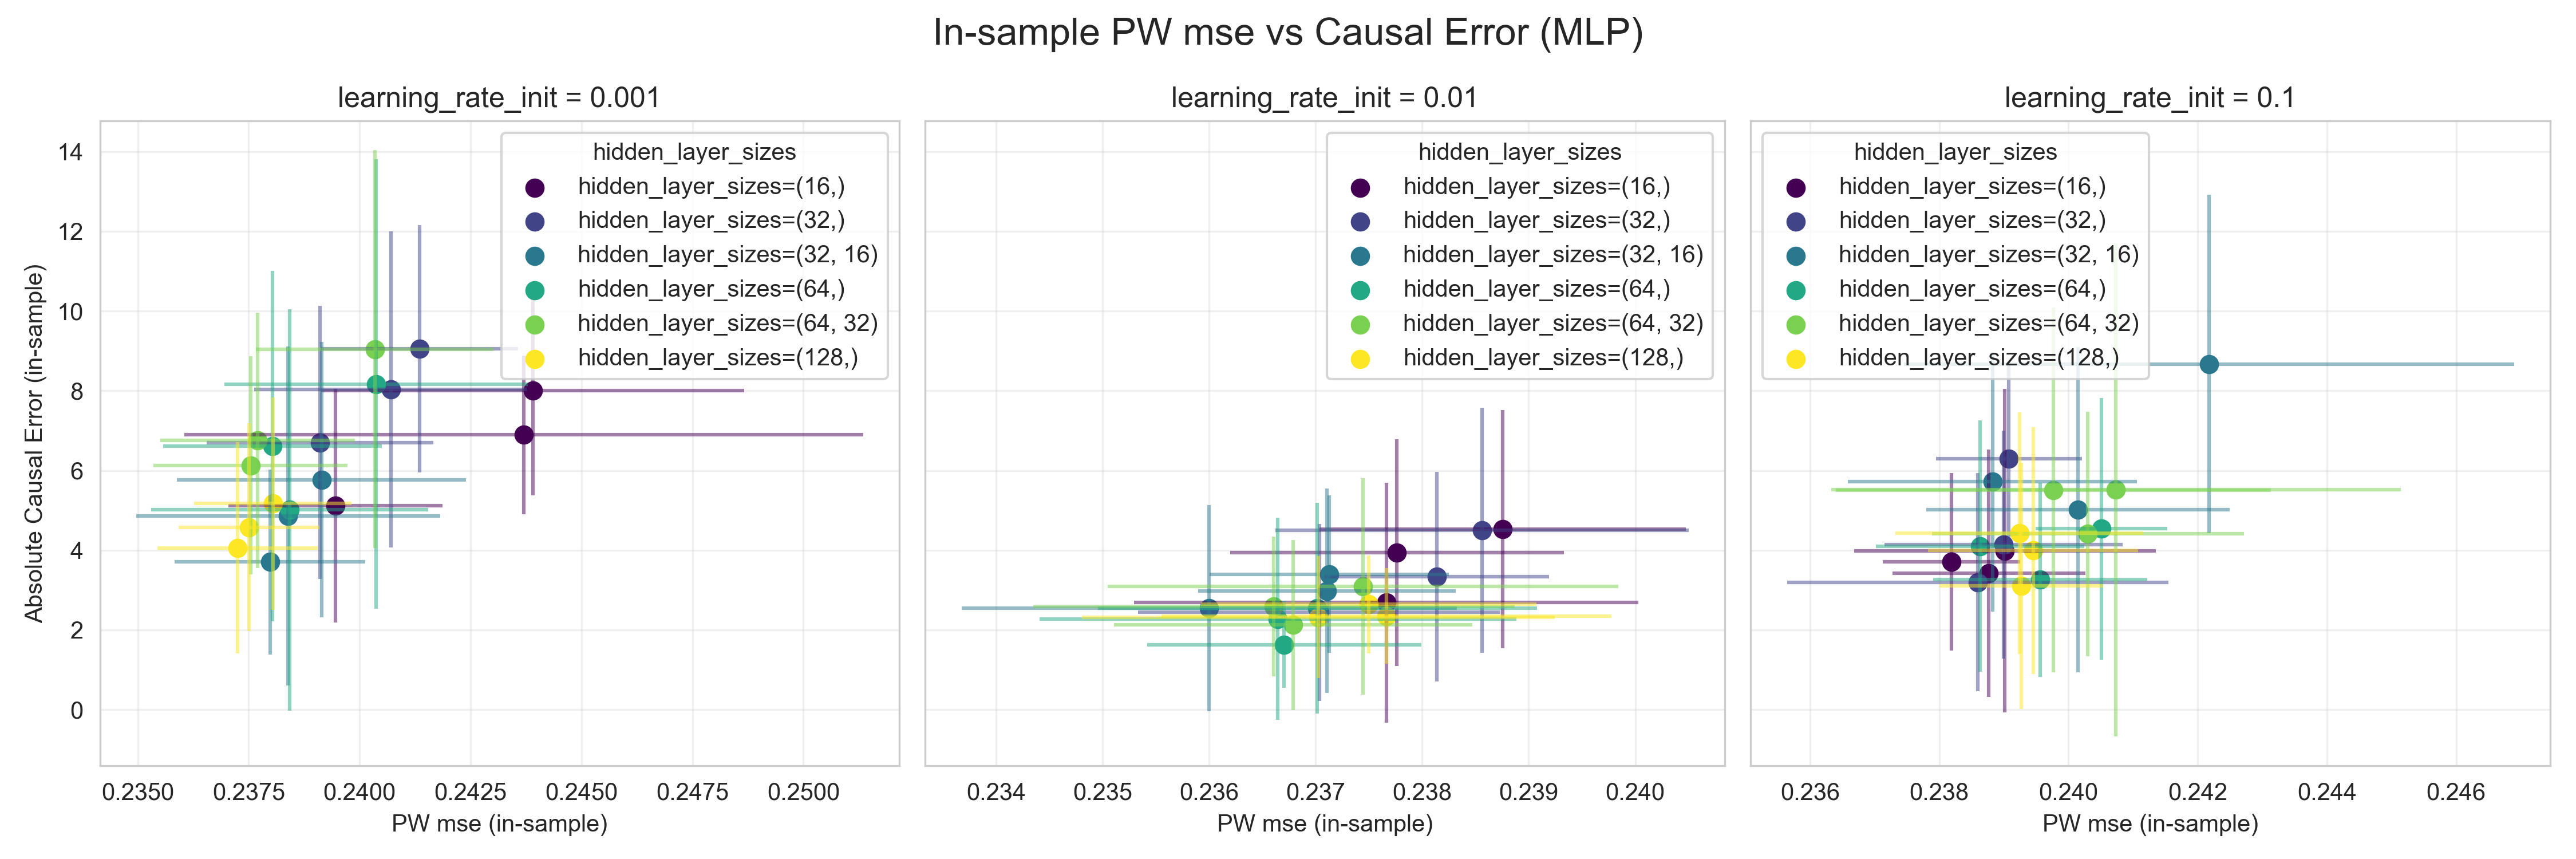 In-sample PW mse vs Causal Error (MLP)
learning_rate_init = 0.001
learning_rate_init = 0.01
learning_rate_init = 0.1
Absolute Causal Error (in-sample)
14
12
10
8
6
4
2
0
hidden_layer_sizes
hidden_layer_sizes=(16,)
hidden_layer_sizes=(32,)
hidden_layer_sizes=(32, 16)
hidden_layer_sizes=(64,)
hidden_layer_sizes=(64, 32)
hidden_layer_sizes=(128,)
0.2350 0.2375 0.2400 0.2425 0.2450 0.2475 0.2500
PW mse (in-sample)
hidden_layer_sizes
hidden_layer_sizes=(16,)
hidden_layer_sizes=(32,)
hidden_layer_sizes=(32, 16)
hidden_layer_sizes=(64,)
hidden_layer_sizes=(64, 32)
hidden_layer_sizes=(128,)
0.234 0.235 0.236 0.237 0.238 0.239 0.240
PW mse (in-sample)
hidden_layer_sizes
hidden_layer_sizes=(16,)
hidden_layer_sizes=(32,)
hidden_layer_sizes=(32, 16)
hidden_layer_sizes=(64,)
hidden_layer_sizes=(64, 32)
hidden_layer_sizes=(128,)
0.236 0.238 0.240 0.242 0.244 0.246
PW mse (in-sample)